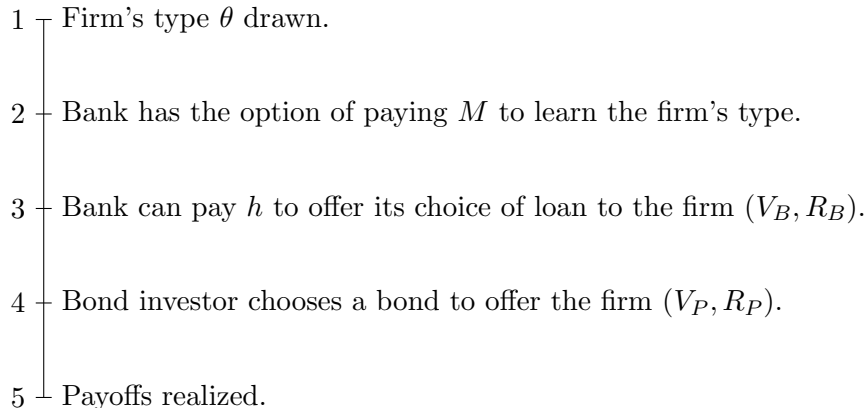 1 Firm's type θ drawn.
2 Bank has the option of paying M to learn the firm's type.
3 Bank can pay h to offer its choice of loan to the firm (V_B, R_B).
4 Bond investor chooses a bond to offer the firm (V_P, R_P).
5 Payoffs realized.